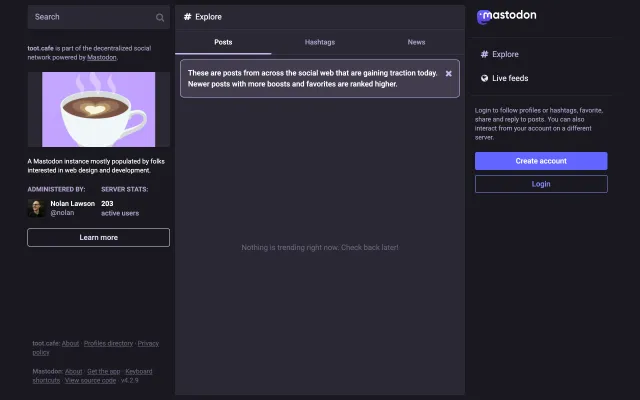 Search
toot.cafe is part of the decentralized social
network powered by Mastodon.
A Mastodon instance mostly populated by folks
interested in web design and development.
ADMINISTERED BY:
Nolan Lawson
@nolan
SERVER STATS:
203
active users
Learn more
toot.cafe: About · Profiles directory · Privacy
policy
Mastodon: About · Get the app · Keyboard
shortcuts · View source code · v4.2.9
# Explore
Posts
Hashtags
News
These are posts from across the social web that are gaining traction today.
Newer posts with more boosts and favorites are ranked higher.
Nothing is trending right now. Check back later!
mastodon
# Explore
Live feeds
Login to follow profiles or hashtags, favorite,
share and reply to posts. You can also
interact from your account on a different
server.
Create account
Login